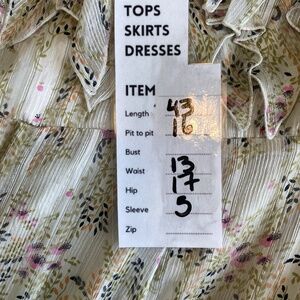 TOPS
SKIRTS
DRESSES
ITEM
Length 43
Pit to pit 16
Bust
Waist 13
Hip 17
Sleeve 5
Zip